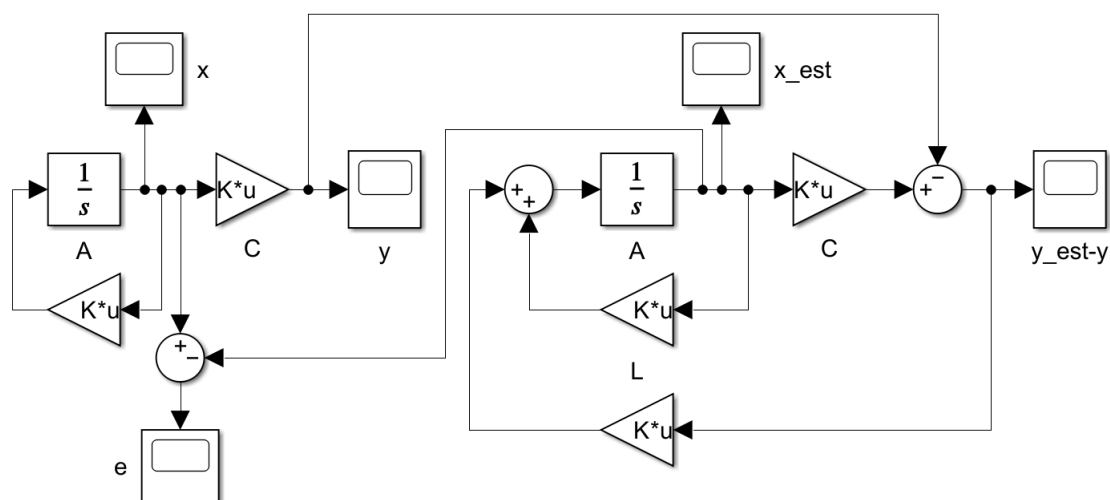 x
x_est
1
s
K*u
A
C
y
+
+
1
s
K*u
A
C
+
−
y_est-y
K*u
K*u
+
−
L
K*u
e